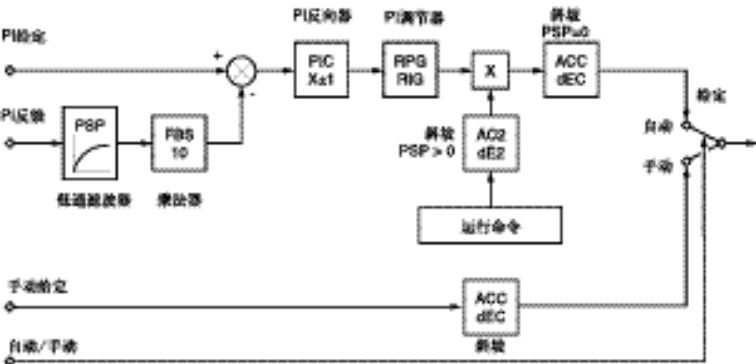 PI反向器
PI调节器
斜坡
PSP=0
PI给定
+
-
PIC
X±1
RPG
RIG
X
ACC
dEC
给定
PI反馈
PSP
FBS
10
斜坡
PSP > 0
AC2
dE2
自动
手动
低通滤波器
乘法器
运行命令
手动给定
ACC
dEC
斜坡
自动/手动